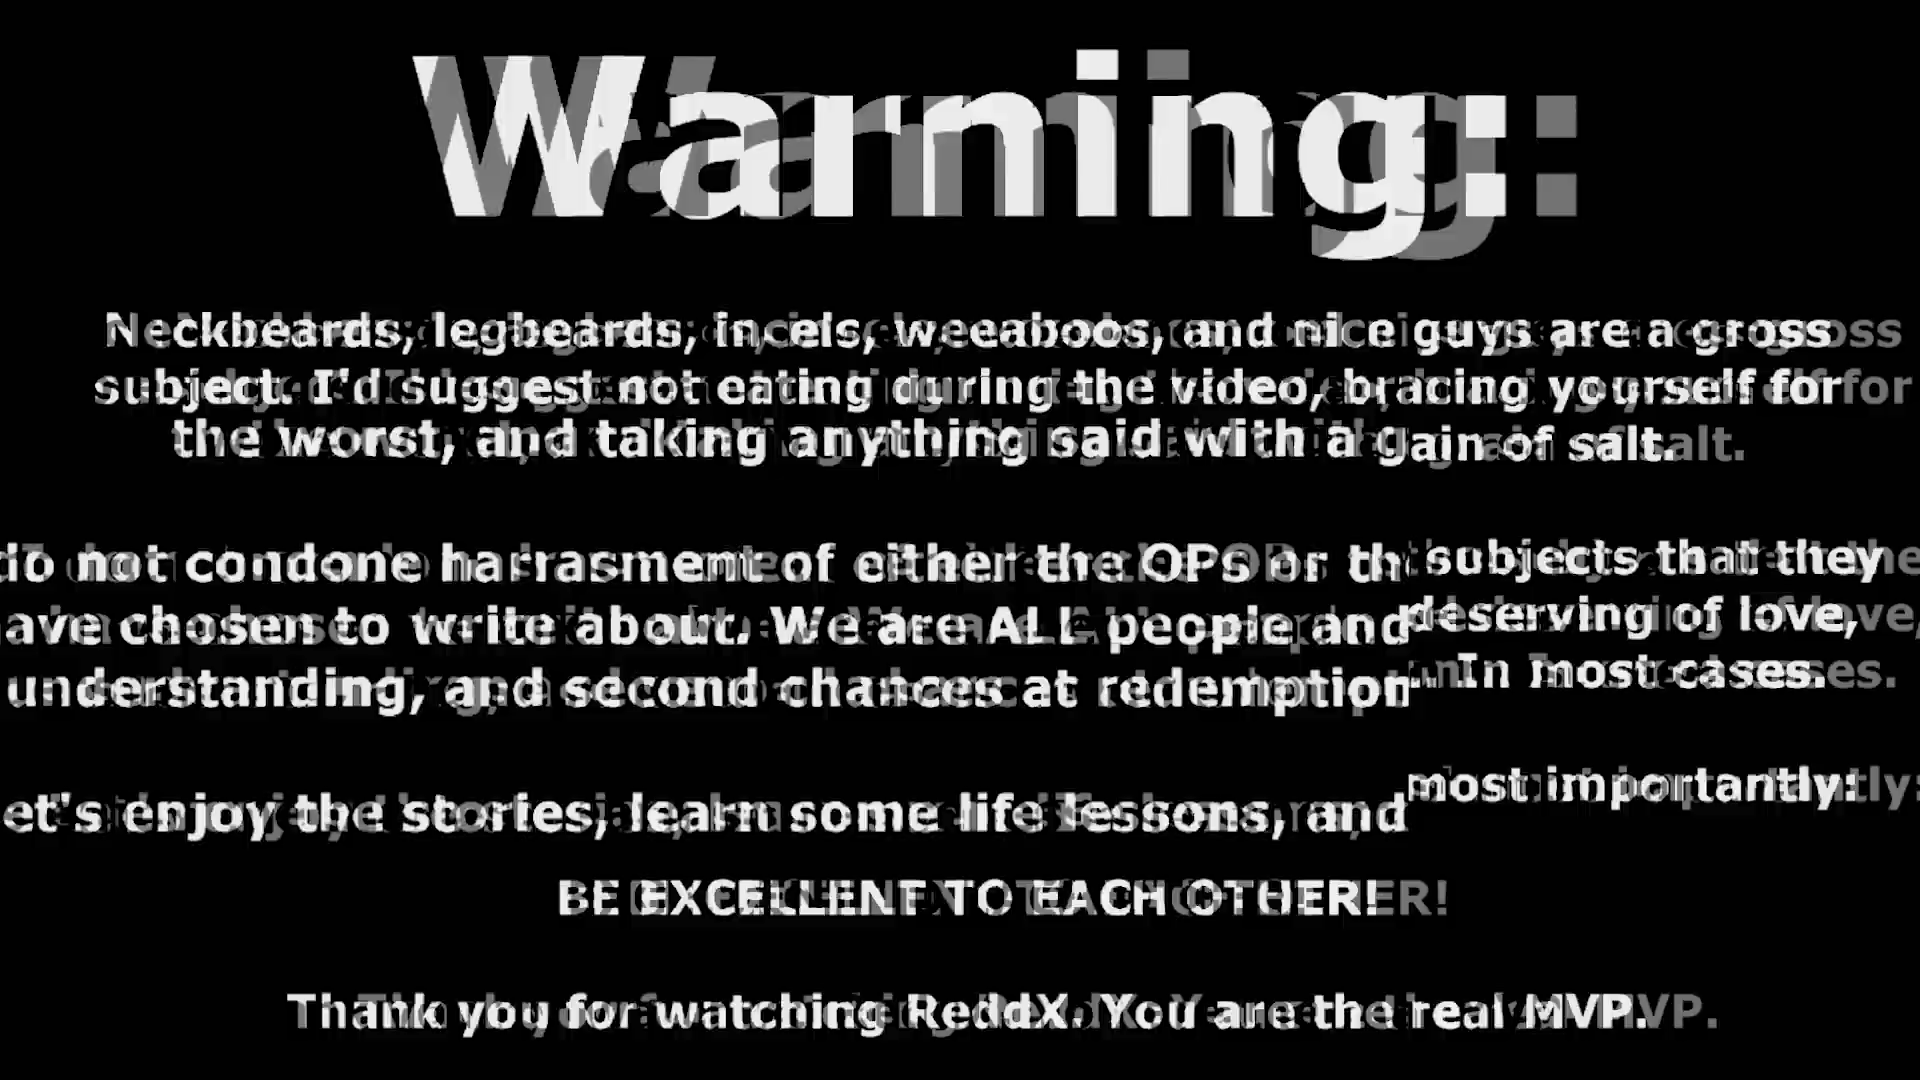 Warning:
Neckbeards, legbeards, incels, weeaboos, and nice guys are a gross
subject. I'd suggest not eating during the video, bracing yourself for
the worst, and taking anything said with a gain of salt.
do not condone harrasment of either the OPS or th subjects that they
ave chosen to write about. We are ALL people and deserving of love,
understanding, and second chances at redemption. In most cases.
et's enjoy the stories, learn some life lessons, and most importantly:
BE EXCELLENT TO EACH OTHER!
Thank you for watching ReddX. You are the real MVP.